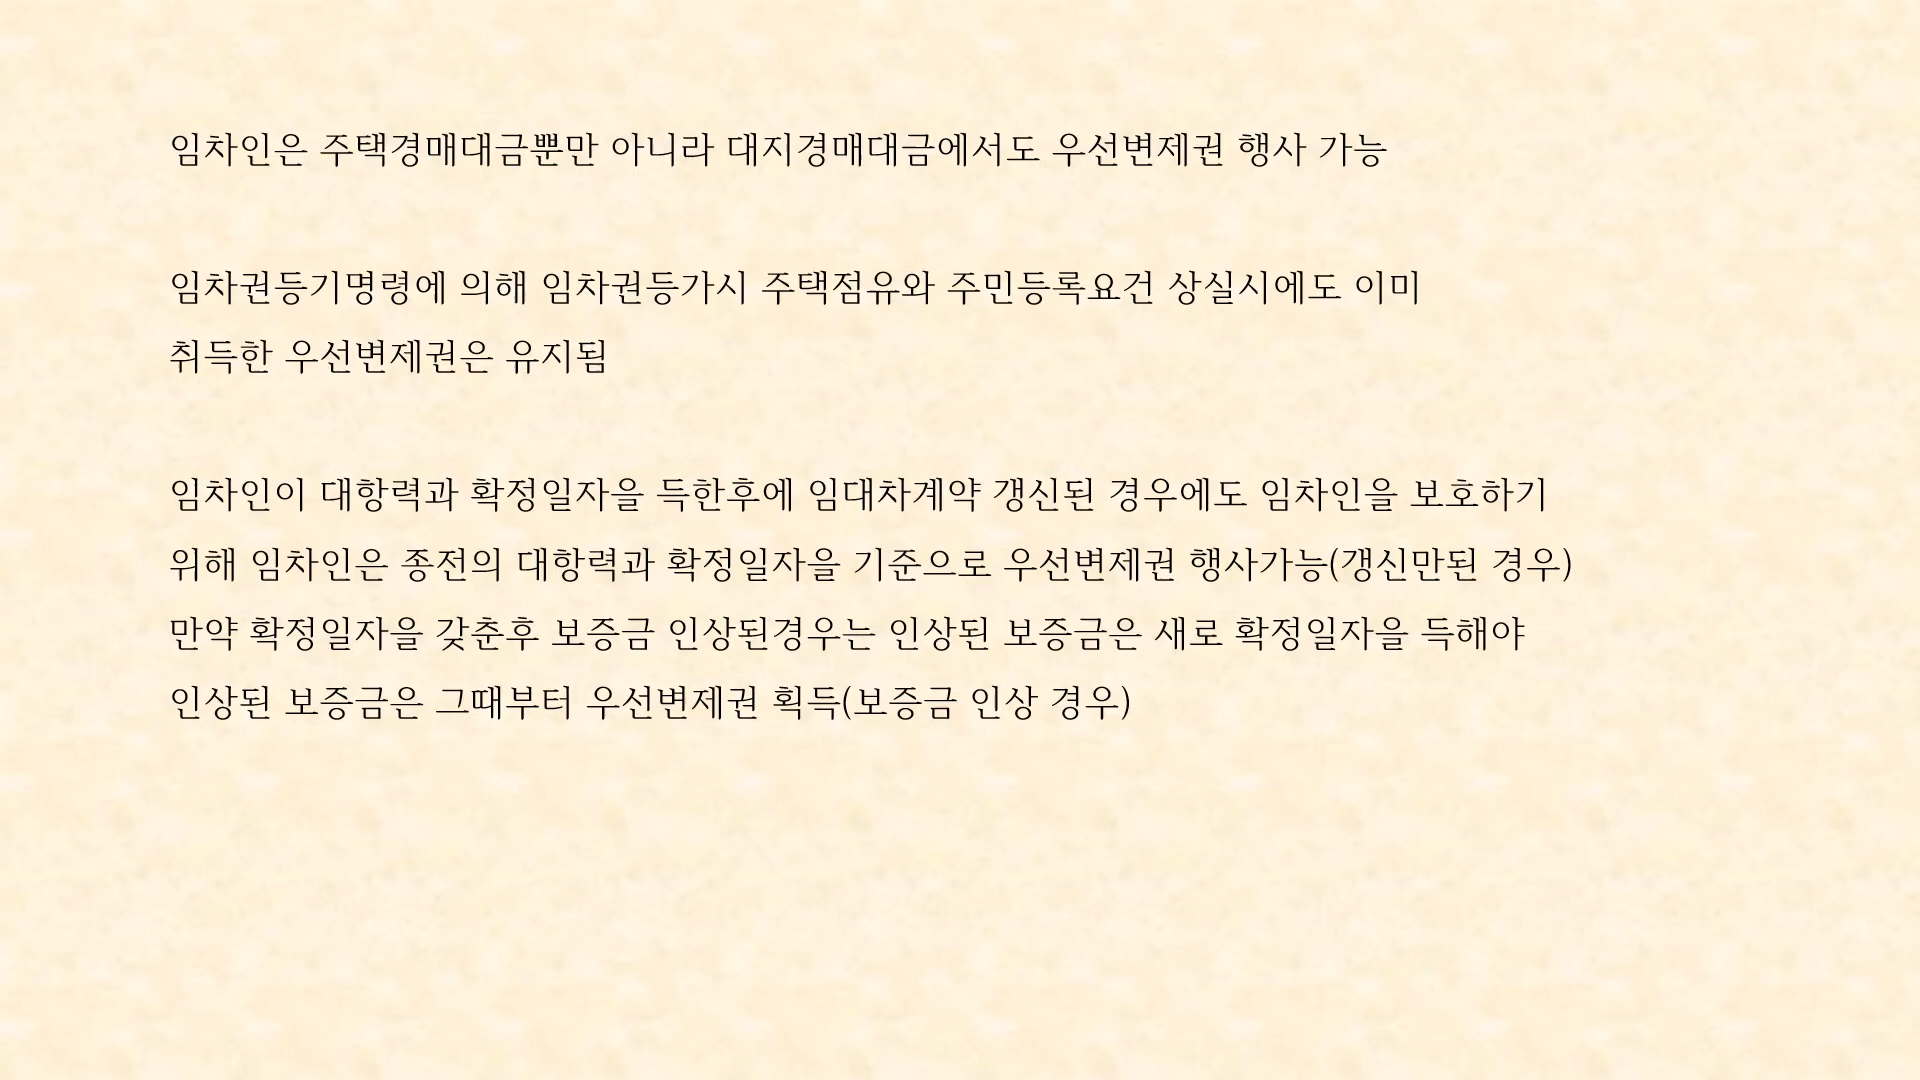 임차인은 주택경매대금뿐만 아니라 대지경매대금에서도 우선변제권 행사 가능
임차권등기명령에 의해 임차권등가시 주택점유와 주민등록요건 상실시에도 이미
취득한 우선변제권은 유지됨
임차인이 대항력과 확정일자을 득한후에 임대차계약 갱신된 경우에도 임차인을 보호하기
위해 임차인은 종전의 대항력과 확정일자을 기준으로 우선변제권 행사가능(갱신만된 경우)
만약 확정일자을 갖춘후 보증금 인상된경우는 인상된 보증금은 새로 확정일자을 득해야
인상된 보증금은 그때부터 우선변제권 획득(보증금 인상 경우)